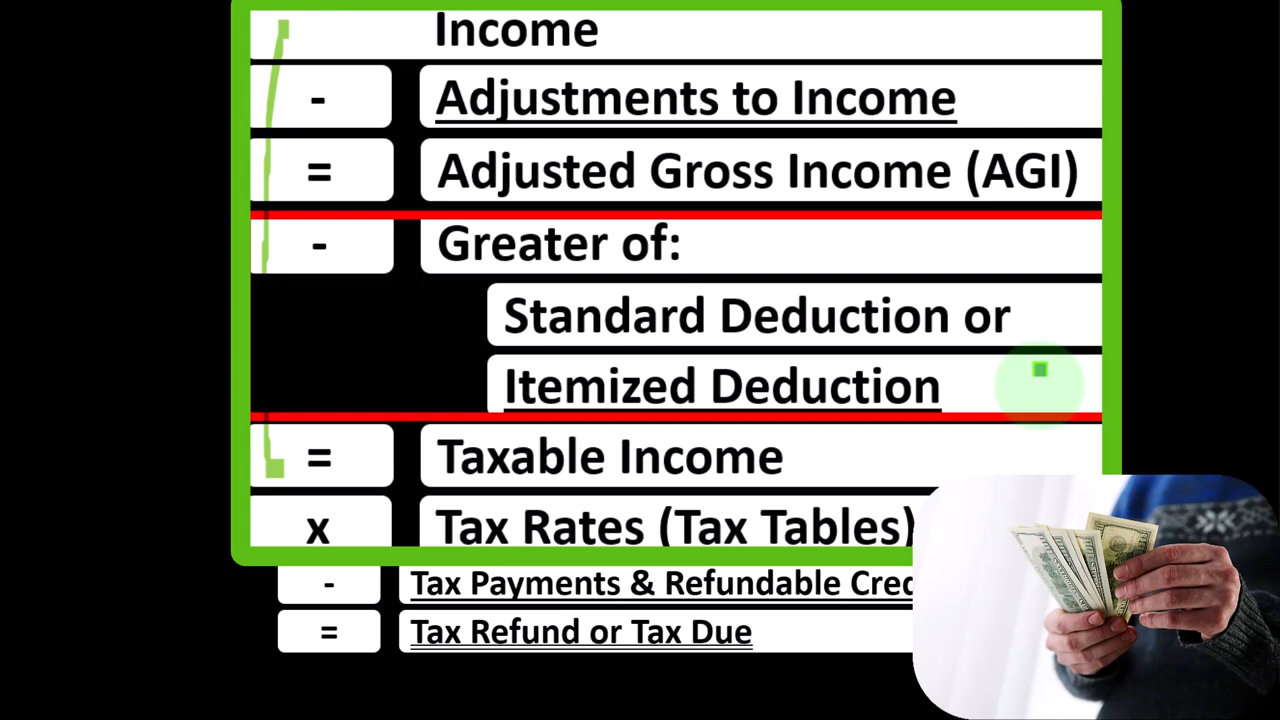 Income
- Adjustments to Income
= Adjusted Gross Income (AGI)
- Greater of:
Standard Deduction or
Itemized Deduction
= Taxable Income
x Tax Rates (Tax Tables)
- Tax Payments & Refundable
= Tax Refund or Tax Due